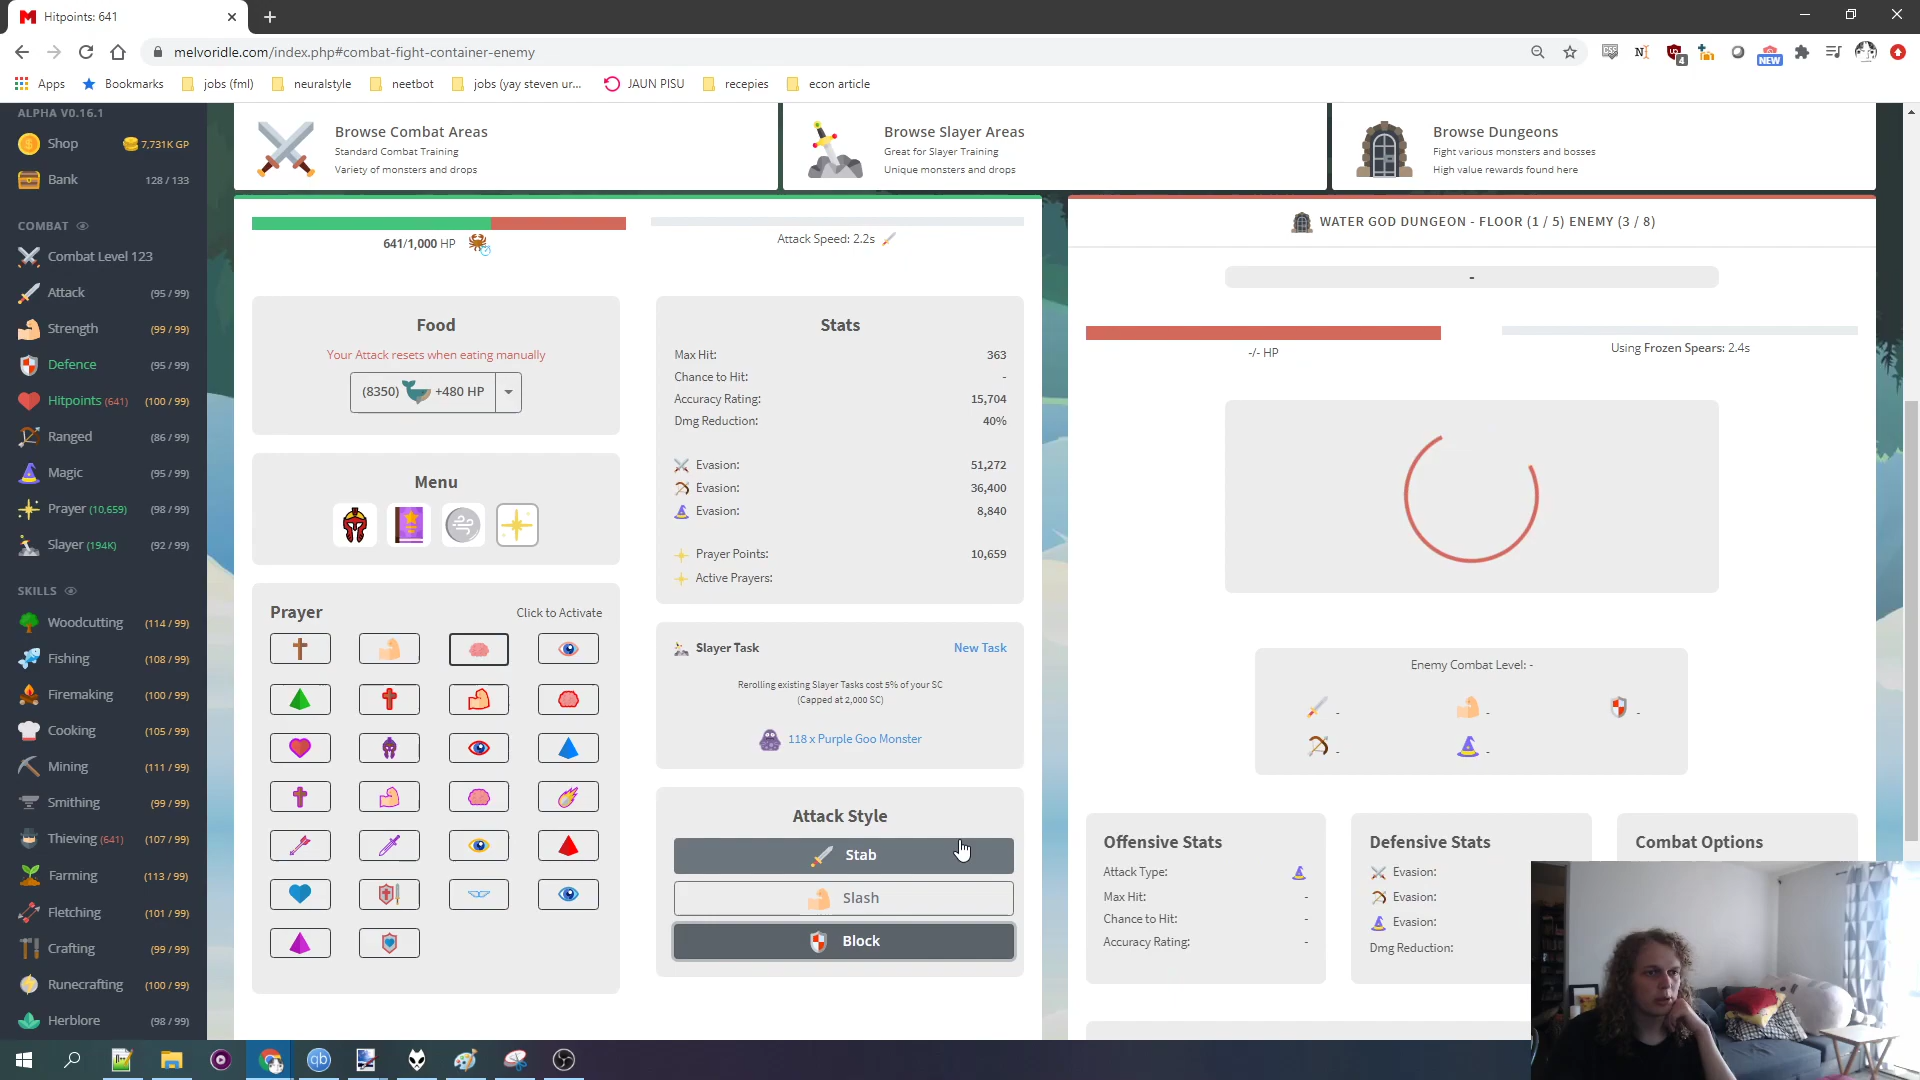 Hitpoints: 641
melvoridle.com/index.php#combat-fight-container-enemy
4
NEW
Apps
Bookmarks
jobs (fml)
neuralstyle
neetbot
jobs (yay steven ur...
JAUN PISU
recepies
econ article
ALPHA V0.16.1
Shop 7,731K GP
Bank 128 / 133
COMBAT
Combat Level 123
Attack (95 / 99)
Strength (99 / 99)
Defence (95 / 99)
Hitpoints (641) (100 / 99)
Ranged (86 / 99)
Magic (95 / 99)
Prayer (10,659) (98 / 99)
Slayer (194K) (92 / 99)
SKILLS
Woodcutting (114 / 99)
Fishing (108 / 99)
Firemaking (100 / 99)
Cooking (105 / 99)
Mining (111 / 99)
Smithing (99 / 99)
Thieving (641) (107 / 99)
Farming (113 / 99)
Fletching (101 / 99)
Crafting (99 / 99)
Runecrafting (100 / 99)
Herblore (98 / 99)
Browse Combat Areas
Standard Combat Training
Variety of monsters and drops
Browse Slayer Areas
Great for Slayer Training
Unique monsters and drops
Browse Dungeons
Fight various monsters and bosses
High value rewards found here
641/1,000 HP
Attack Speed: 2.2s
Food
Your Attack resets when eating manually
(8350) +480 HP
Menu
Prayer Click to Activate
Stats
Max Hit: 363
Chance to Hit: -
Accuracy Rating: 15,704
Dmg Reduction: 40%
Evasion: 51,272
Evasion: 36,400
Evasion: 8,840
Prayer Points: 10,659
Active Prayers:
Slayer Task New Task
Rerolling existing Slayer Tasks cost 5% of your SC
(Capped at 2,000 SC)
118 x Purple Goo Monster
Attack Style
Stab
Slash
Block
WATER GOD DUNGEON - FLOOR (1 / 5) ENEMY (3 / 8)
-
-/- HP
Using Frozen Spears: 2.4s
Enemy Combat Level: -
- - -
- -
Offensive Stats
Attack Type:
Max Hit: -
Chance to Hit: -
Accuracy Rating: -
Defensive Stats
Evasion:
Evasion:
Evasion:
Dmg Reduction:
Combat Options
qb